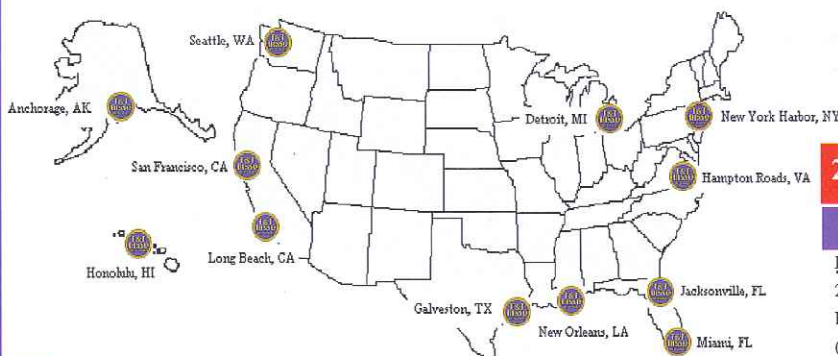 Seattle, WA
Anchorage, AK
Detroit, MI
New York Harbor, NY
San Francisco, CA
Hampton Roads, VA
Long Beach, CA
Honolulu, HI
Jacksonville, FL
Galveston, TX
New Orleans, LA
Miami, FL
2